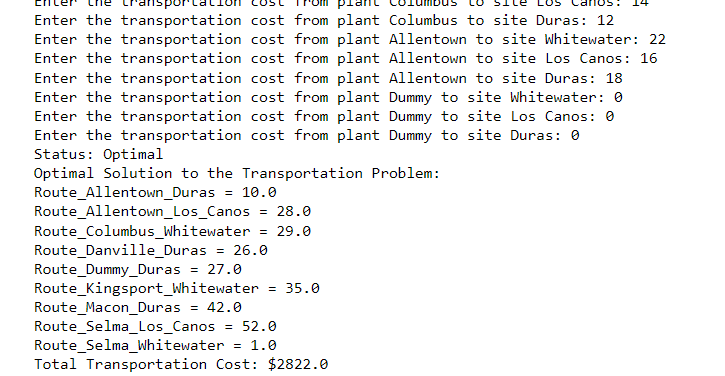 Enter the transportation cost from plant Columbus to site Los Canos: 14
Enter the transportation cost from plant Columbus to site Duras: 12
Enter the transportation cost from plant Allentown to site Whitewater: 22
Enter the transportation cost from plant Allentown to site Los Canos: 16
Enter the transportation cost from plant Allentown to site Duras: 18
Enter the transportation cost from plant Dummy to site Whitewater: 0
Enter the transportation cost from plant Dummy to site Los Canos: 0
Enter the transportation cost from plant Dummy to site Duras: 0
Status: Optimal
Optimal Solution to the Transportation Problem:
Route_Allentown_Duras = 10.0
Route_Allentown_Los_Canos = 28.0
Route_Columbus_Whitewater = 29.0
Route_Danville_Duras = 26.0
Route_Dummy_Duras = 27.0
Route_Kingsport_Whitewater = 35.0
Route_Macon_Duras = 42.0
Route_Selma_Los_Canos = 52.0
Route_Selma_Whitewater = 1.0
Total Transportation Cost: $2822.0